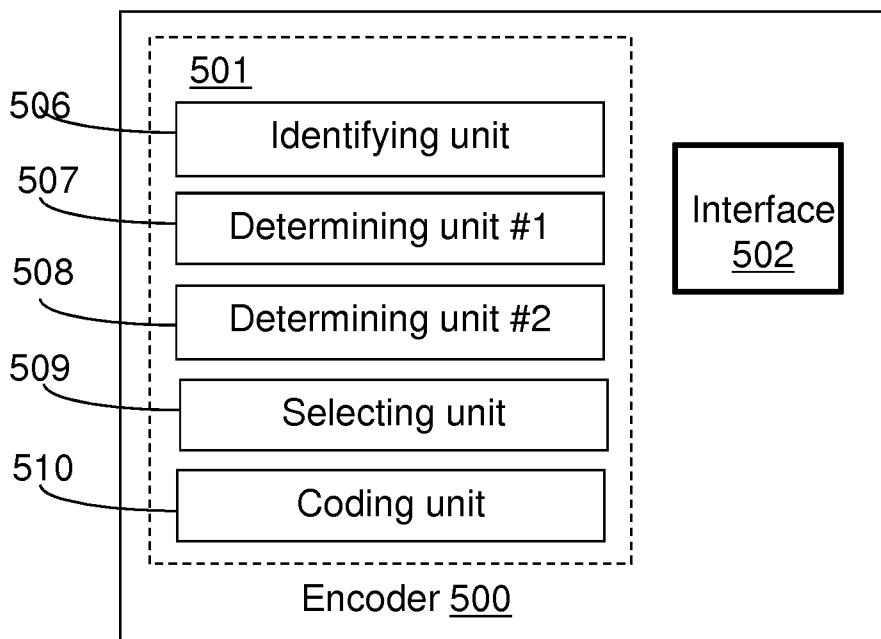 501
506
Identifying unit
507
Determining unit #1
Interface
502
508
Determining unit #2
509
Selecting unit
510
Coding unit
Encoder 500